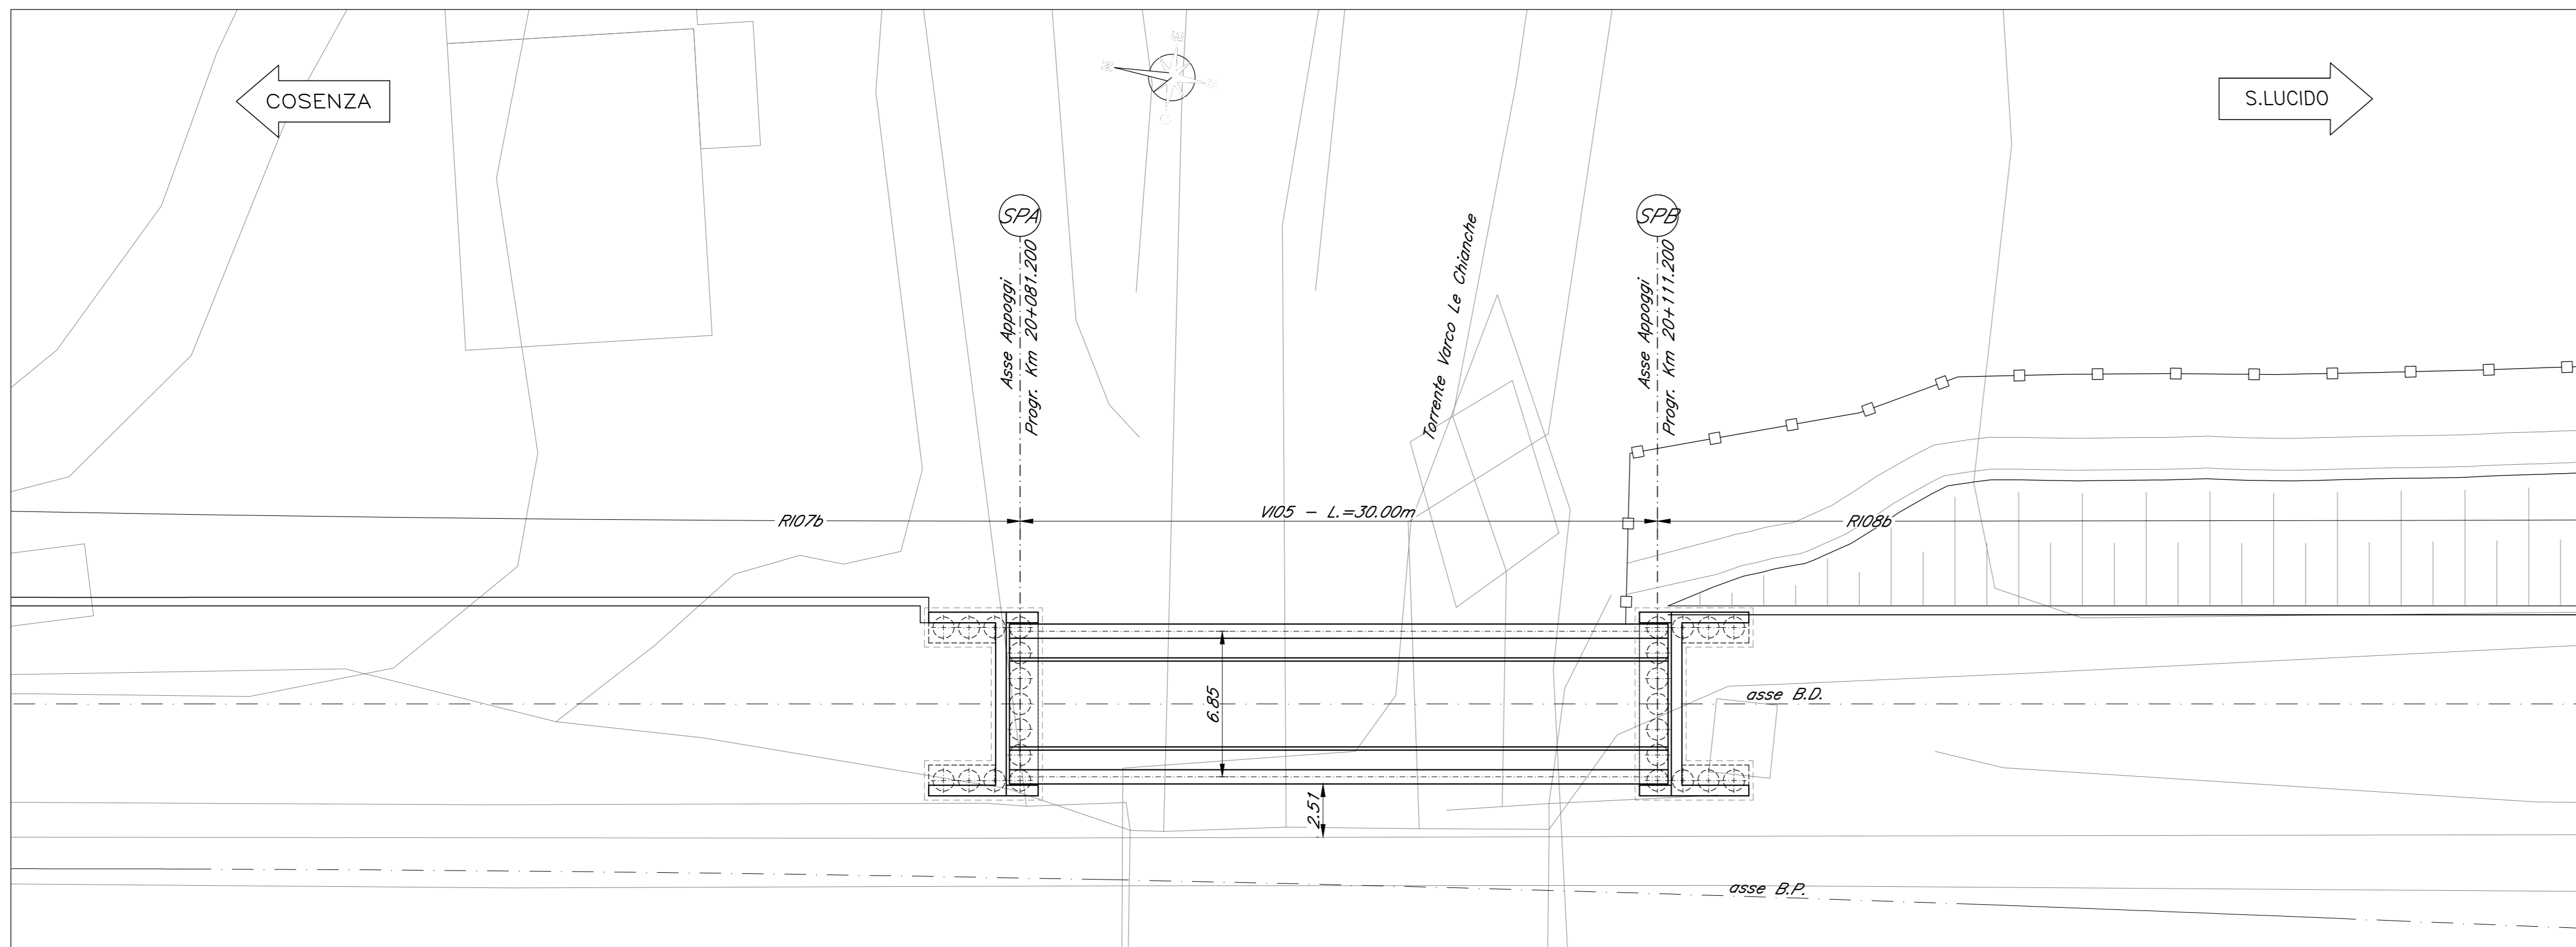 E
N
COSENZA
S.LUCIDO
SPA
SPB
Asse Appoggi
Progr. Km 20+081.200
Torrente Varco Le Chianche
Asse Appoggi
Progr. Km 20+111.200
RI07b
VI05 - L.=30.00m
RI08b
6.85
asse B.D.
2.51
asse B.P.